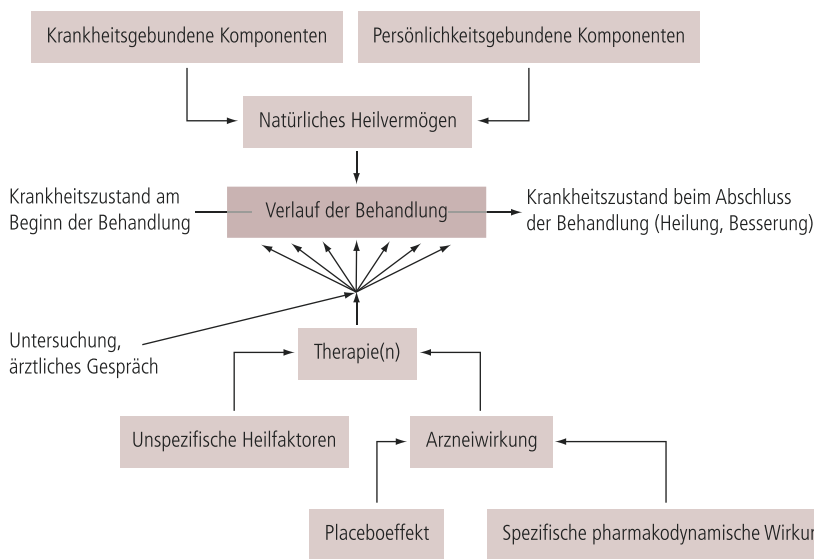 Krankheitsgebundene Komponenten
Persönlichkeitsgebundene Komponenten
Natürliches Heilvermögen
Krankheitszustand am
Beginn der Behandlung
Verlauf der Behandlung
Krankheitszustand beim Abschluss
der Behandlung (Heilung, Besserung)
Untersuchung,
ärztliches Gespräch
Therapie(n)
Unspezifische Heilfaktoren
Arzneiwirkung
Placeboeffekt
Spezifische pharmakodynamische